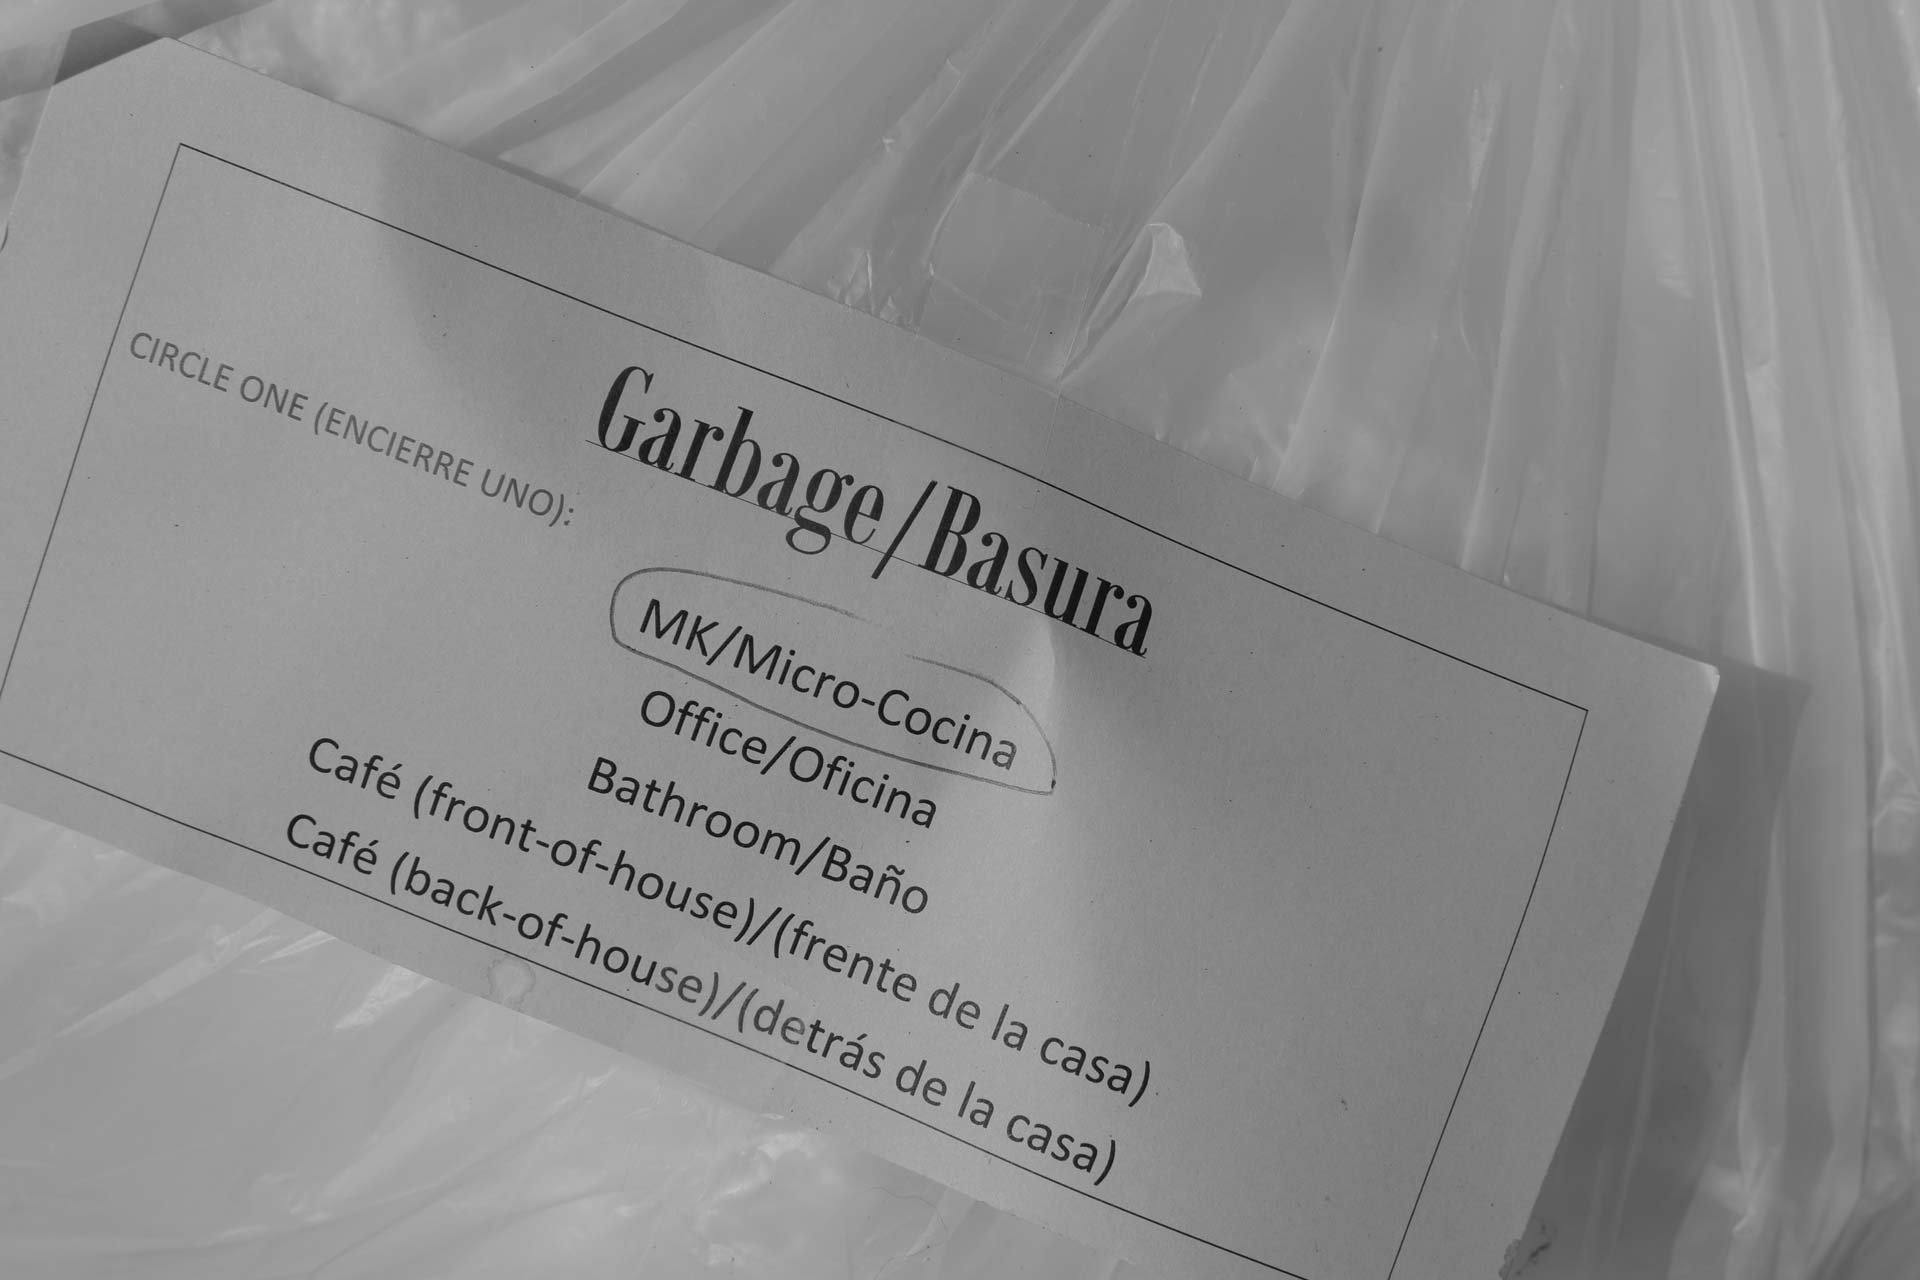 Garbage/Basura
CIRCLE ONE (ENCIERRE UNO):
MK/Micro-Cocina
Office/Oficina
Bathroom/Baño
Café (front-of-house)/(frente de la casa)
Café (back-of-house)/(detrás de la casa)